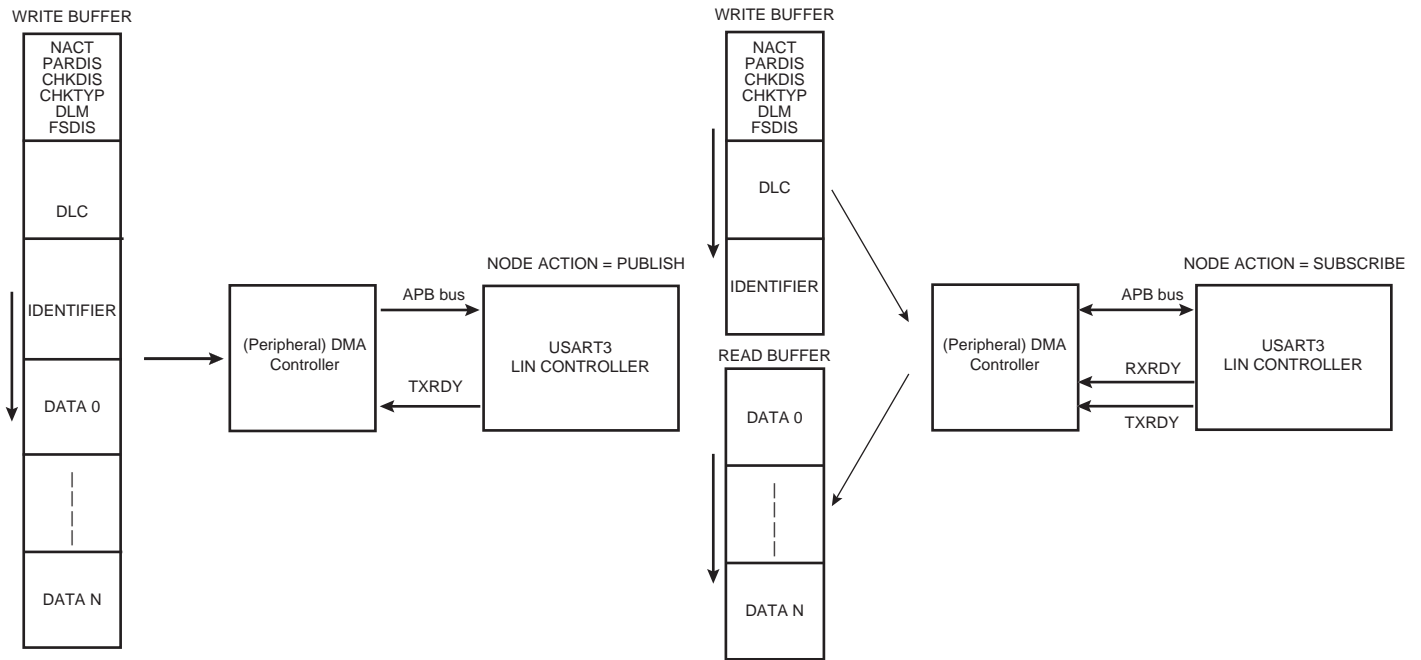 WRITE BUFFER
NACT
PARDIS
CHKDIS
CHKTYP
DLM
FSDIS
DLC
IDENTIFIER
DATA 0
DATA N
(Peripheral) DMA
Controller
APB bus
TXRDY
NODE ACTION = PUBLISH
USART3
LIN CONTROLLER
WRITE BUFFER
NACT
PARDIS
CHKDIS
CHKTYP
DLM
FSDIS
DLC
IDENTIFIER
READ BUFFER
DATA 0
DATA N
(Peripheral) DMA
Controller
APB bus
RXRDY
TXRDY
NODE ACTION = SUBSCRIBE
USART3
LIN CONTROLLER